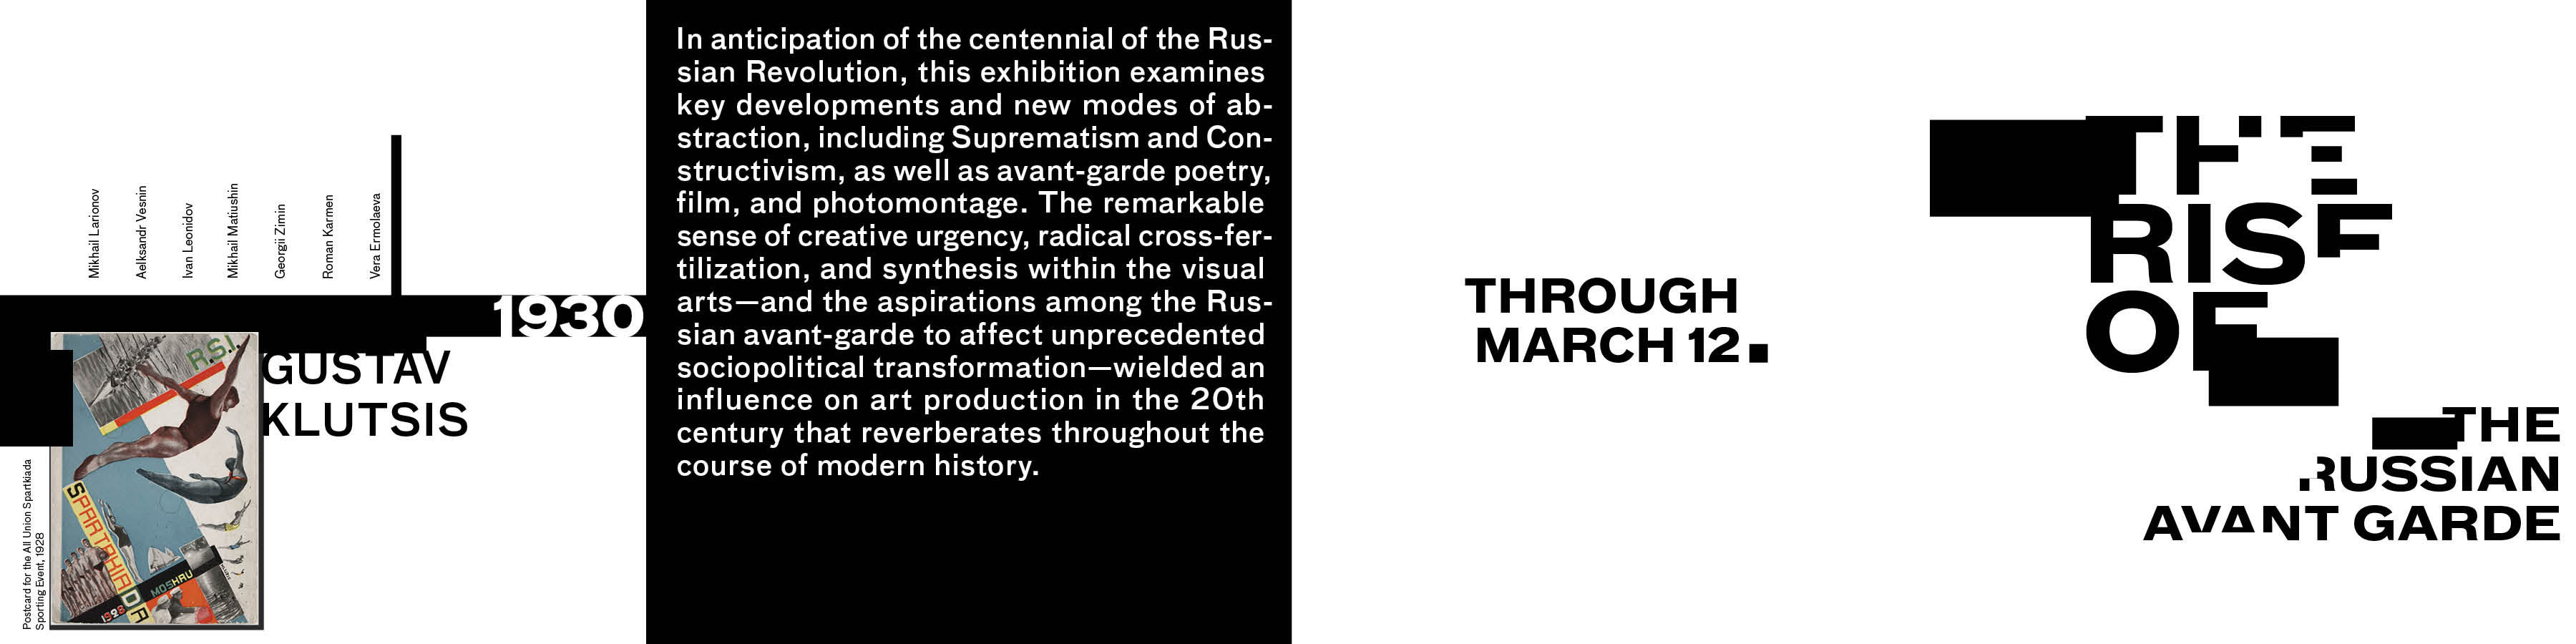 Mikhail Larionov
Aelksandr Vesnin
Ivan Leonidov
Mikhail Matiushin
Georgii Zimin
Roman Karmen
Vera Ermolaeva
1930
GUSTAV
KLUTSIS
R.S.I.
SPARTAKIADA
MOSKAU
1928
Postcard for the All Union Spartkiada
Sporting Event, 1928
In anticipation of the centennial of the Rus-
sian Revolution, this exhibition examines
key developments and new modes of ab-
straction, including Suprematism and Con-
structivism, as well as avant-garde poetry,
film, and photomontage. The remarkable
sense of creative urgency, radical cross-fer-
tilization, and synthesis within the visual
arts—and the aspirations among the Rus-
sian avant-garde to affect unprecedented
sociopolitical transformation—wielded an
influence on art production in the 20th
century that reverberates throughout the
course of modern history.
THROUGH
MARCH 12.
THE
RISE
OF
THE
RUSSIAN
AVANT GARDE